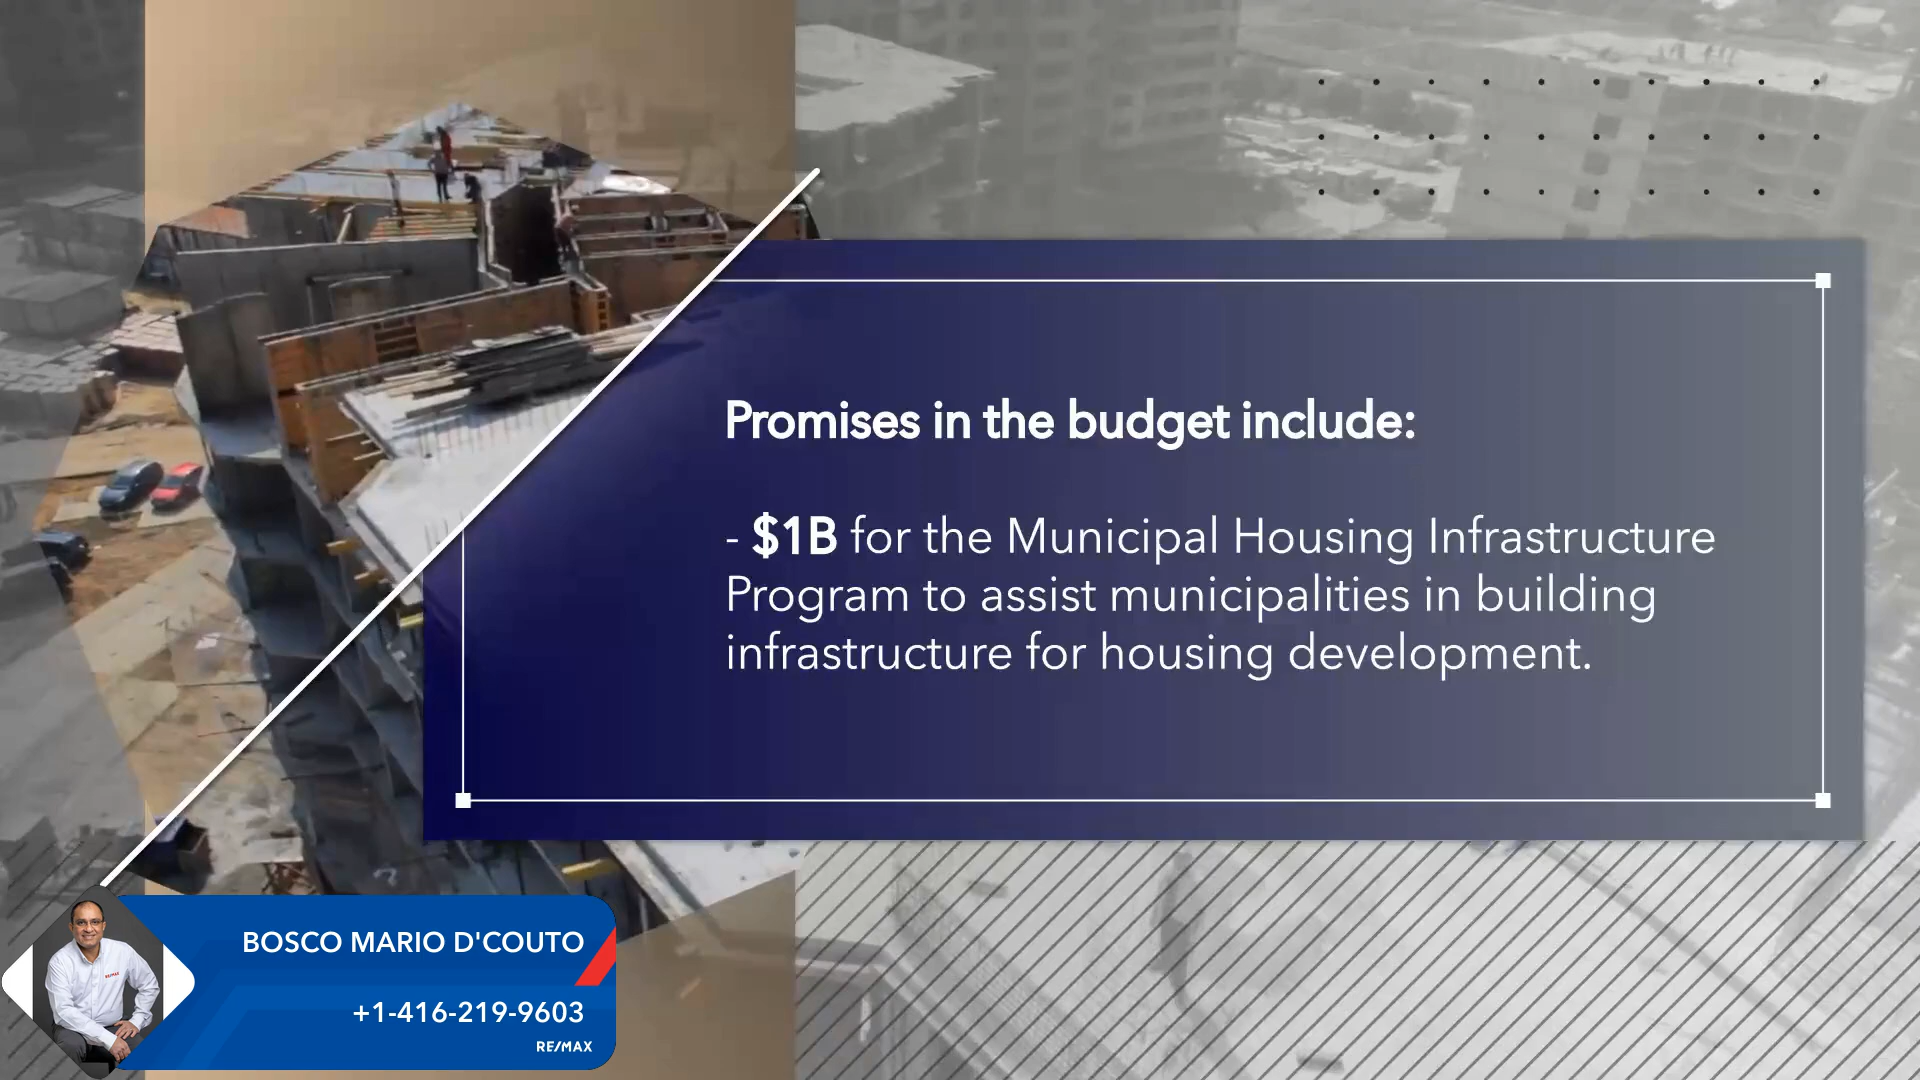 Promises in the budget include:
- $1B for the Municipal Housing Infrastructure
Program to assist municipalities in building
infrastructure for housing development.
BOSCO MARIO D'COUTO
+1-416-219-9603
RE/MAX